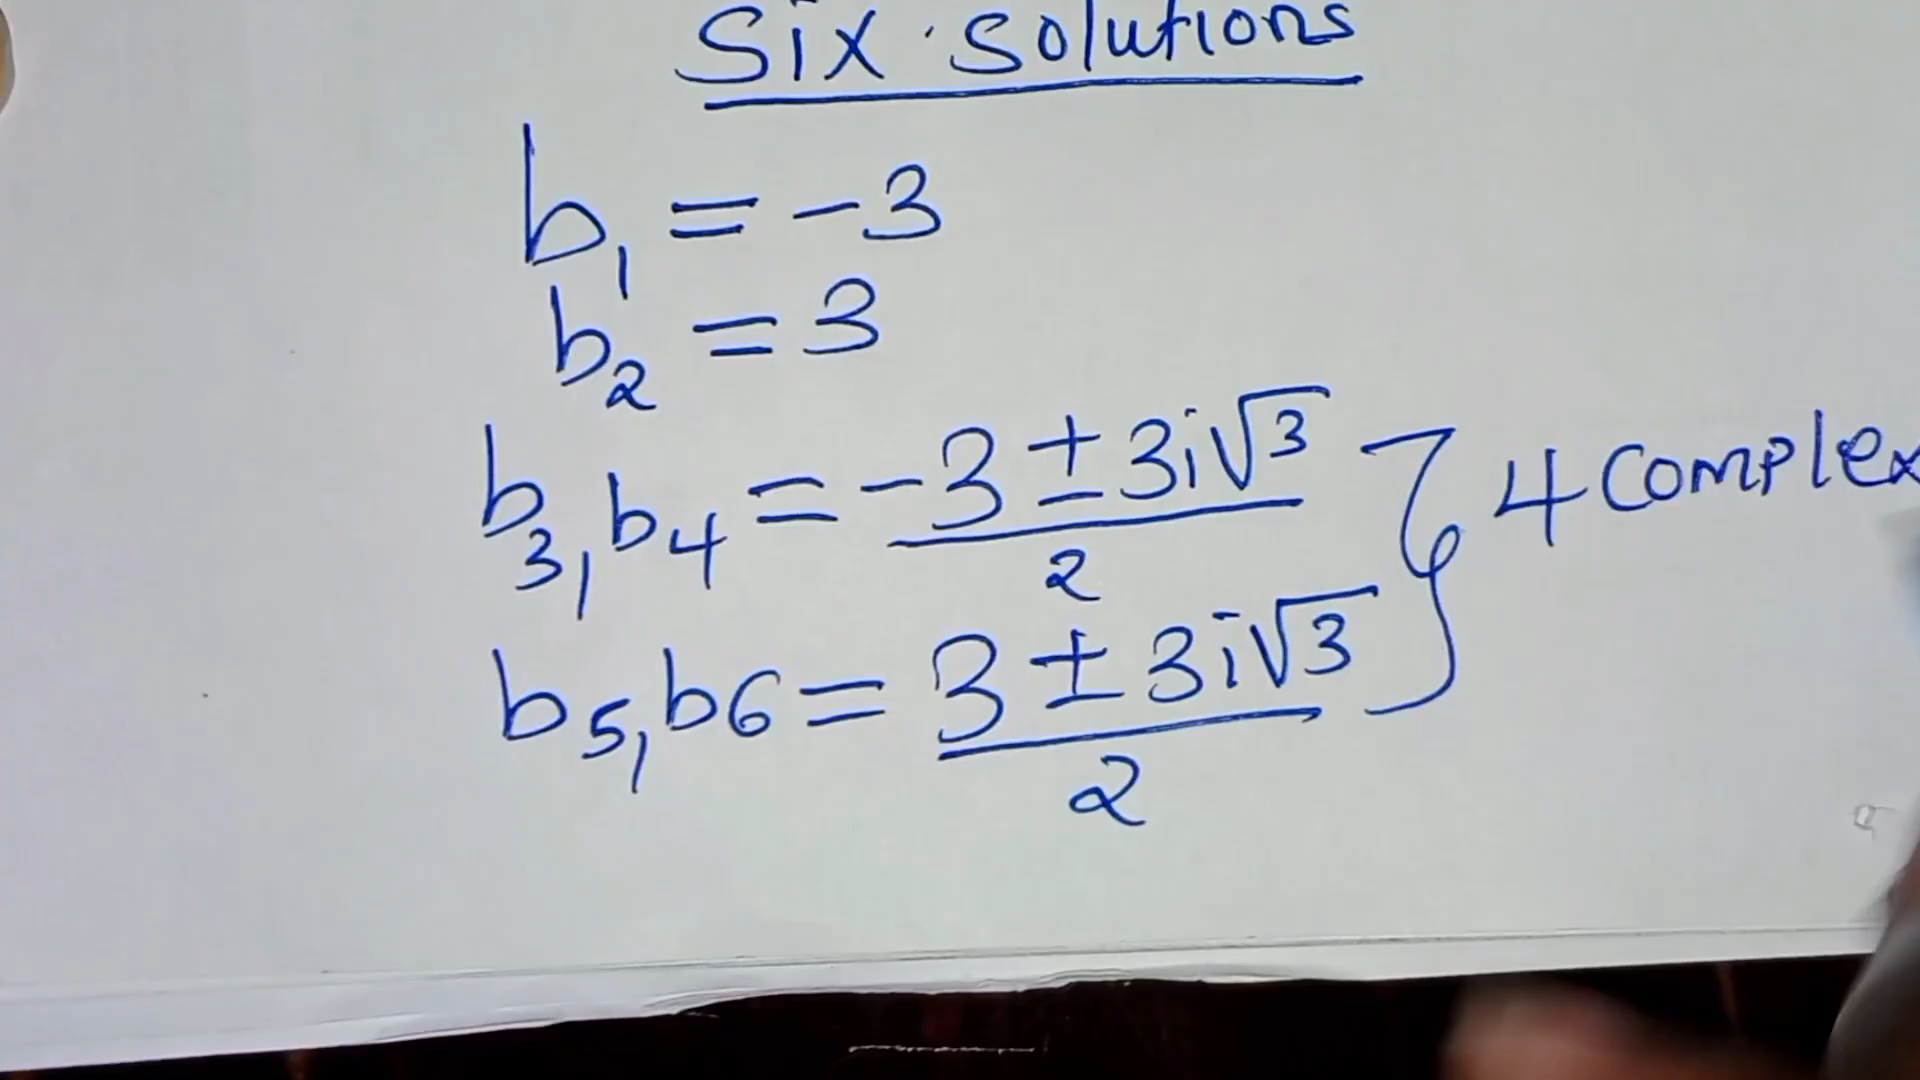 Six solutions
b₁ = -3
b₂ = 3
b₃, b₄ = (-3 ± 3i√3)/2
4 complex
b₅, b₆ = (3 ± 3i√3)/2